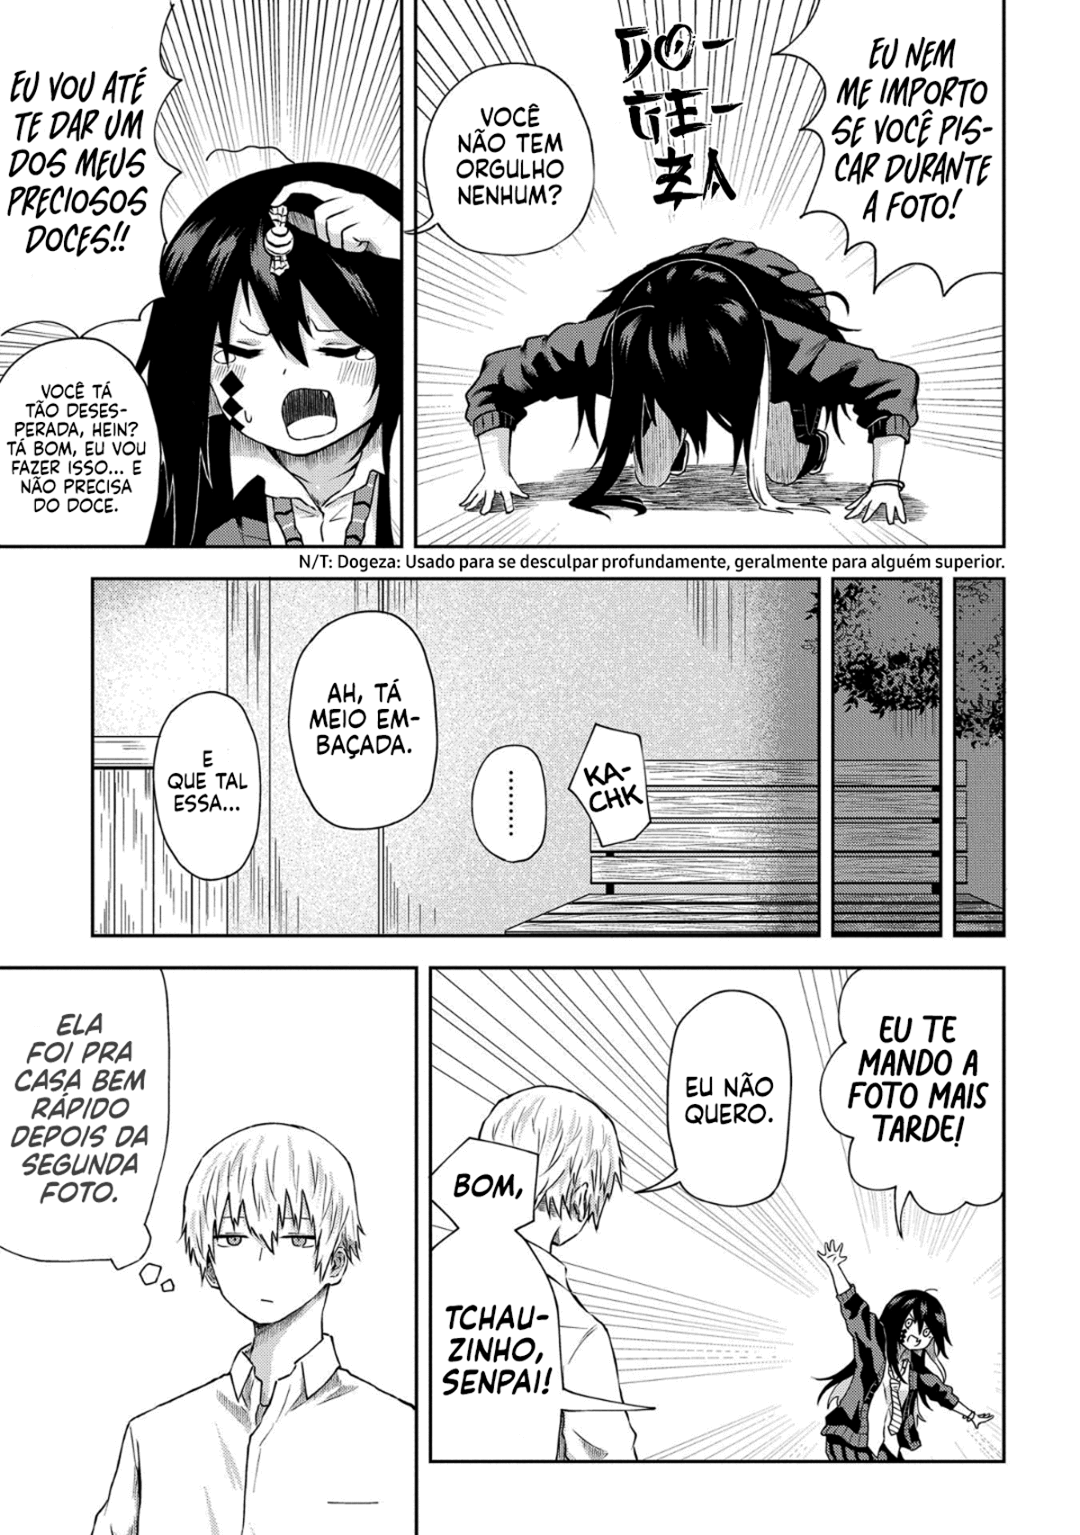 EU NEM
ME IMPORTO
SE VOCÊ PIS-
CAR DURANTE
A FOTO!
DO-
GE-
ZA
VOCÊ
NÃO TEM
ORGULHO
NENHUM?
EU VOU ATÉ
TE DAR UM
DOS MEUS
PRECIOSOS
DOCES!!
VOCÊ TÁ
TÃO DESES-
PERADA, HEIN?
TÁ BOM, EU VOU
FAZER ISSO... E
NÃO PRECISA
DO DOCE.
N/T: Dogeza: Usado para se desculpar profundamente, geralmente para alguém superior.
KA-
CHK
.........
AH, TÁ
MEIO EM-
BAÇADA.
E
QUE TAL
ESSA...
EU TE
MANDO A
FOTO MAIS
TARDE!
EU NÃO
QUERO.
BOM,
TCHAU-
ZINHO,
SENPAI!
ELA
FOI PRA
CASA BEM
RÁPIDO
DEPOIS DA
SEGUNDA
FOTO.